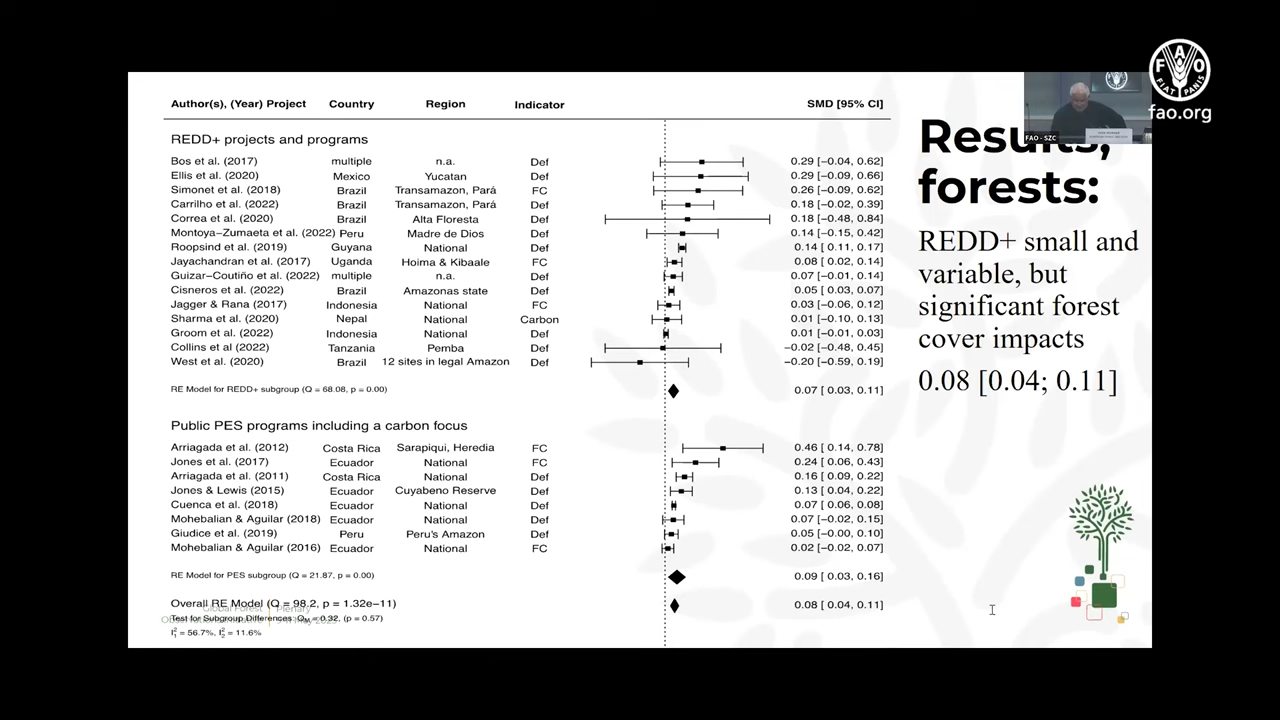 FAO
FIAT PANIS
fao.org
FAO - SZC
Results,
forests:
REDD+ small and
variable, but
significant forest
cover impacts
0.08 [0.04; 0.11]
Author(s), (Year) Project Country Region Indicator SMD [95% CI]
REDD+ projects and programs
Bos et al. (2017) multiple n.a. Def 0.29 [−0.04, 0.62]
Ellis et al. (2020) Mexico Yucatan Def 0.29 [−0.09, 0.66]
Simonet et al. (2018) Brazil Transamazon, Pará FC 0.26 [−0.09, 0.62]
Carrilho et al. (2022) Brazil Transamazon, Pará Def 0.18 [−0.02, 0.39]
Correa et al. (2020) Brazil Alta Floresta Def 0.18 [−0.48, 0.84]
Montoya−Zumaeta et al. (2022) Peru Madre de Dios Def 0.14 [−0.15, 0.42]
Roopsind et al. (2019) Guyana National Def 0.14 [ 0.11, 0.17]
Jayachandran et al. (2017) Uganda Hoima & Kibaale FC 0.08 [ 0.02, 0.14]
Guizar−Coutiño et al. (2022) multiple n.a. Def 0.07 [−0.01, 0.14]
Cisneros et al. (2022) Brazil Amazonas state Def 0.05 [ 0.03, 0.07]
Jagger & Rana (2017) Indonesia National FC 0.03 [−0.06, 0.12]
Sharma et al. (2020) Nepal National Carbon 0.01 [−0.10, 0.13]
Groom et al. (2022) Indonesia National Def 0.01 [−0.01, 0.03]
Collins et al (2022) Tanzania Pemba Def −0.02 [−0.48, 0.45]
West et al. (2020) Brazil 12 sites in legal Amazon Def −0.20 [−0.59, 0.19]
RE Model for REDD+ subgroup (Q = 68.08, p = 0.00) 0.07 [ 0.03, 0.11]
Public PES programs including a carbon focus
Arriagada et al. (2012) Costa Rica Sarapiqui, Heredia FC 0.46 [ 0.14, 0.78]
Jones et al. (2017) Ecuador National FC 0.24 [ 0.06, 0.43]
Arriagada et al. (2011) Costa Rica National Def 0.16 [ 0.09, 0.22]
Jones & Lewis (2015) Ecuador Cuyabeno Reserve Def 0.13 [ 0.04, 0.22]
Cuenca et al. (2018) Ecuador National Def 0.07 [ 0.06, 0.08]
Mohebalian & Aguilar (2018) Ecuador National Def 0.07 [−0.02, 0.15]
Giudice et al. (2019) Peru Peru's Amazon Def 0.05 [−0.00, 0.10]
Mohebalian & Aguilar (2016) Ecuador National FC 0.02 [−0.02, 0.07]
RE Model for PES subgroup (Q = 21.87, p = 0.00) 0.09 [ 0.03, 0.16]
Overall RE Model (Q = 98.2, p = 1.32e−11) 0.08 [ 0.04, 0.11]
Global Forest Plenary
Test for Subgroup Differences: Q_M = 0.32, (p = 0.57)
I²₁ = 56.7%, I²₂ = 11.6%